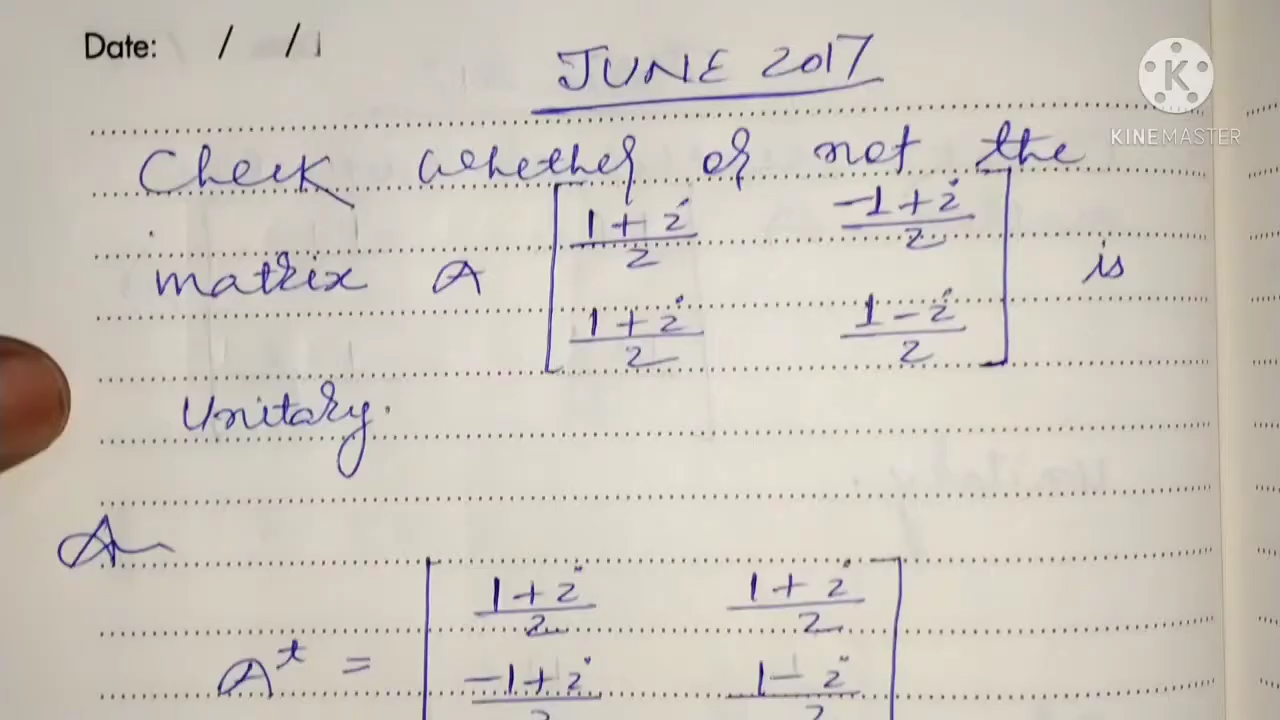 Date: / /
JUNE 2017
KINEMASTER
Check whether or not the
matrix A [ (1+i)/2 (-1+i)/2 ; (1+i)/2 (1-i)/2 ] is
Unitary.
A
A^t = [ (1+i)/2 (1+i)/2 ; (-1+i)/2 (1-i)/2